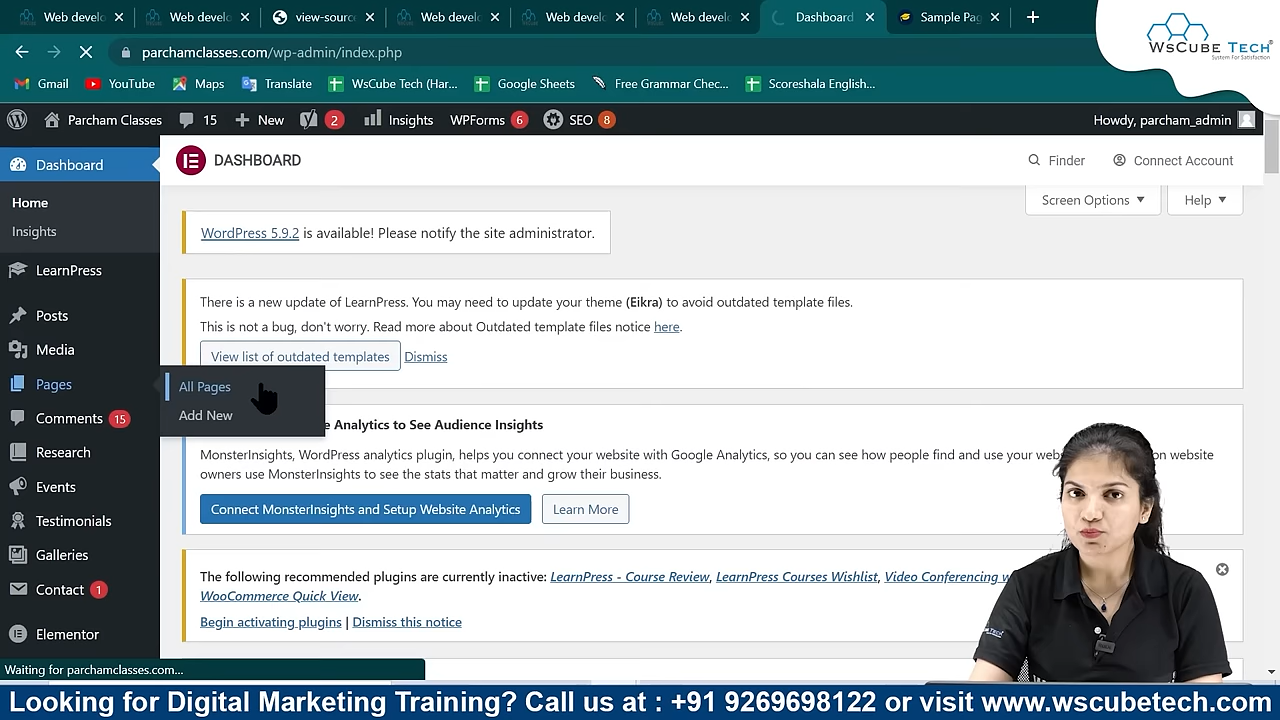 Web develo
Web develo
view-sourc
Web develo
Web develo
Web develo
Dashboard
Sample Pag
WsCube Tech
System For Satisfaction
parchamclasses.com/wp-admin/index.php
Gmail
YouTube
Maps
Translate
WsCube Tech (Har...
Google Sheets
Free Grammar Chec...
Scoreshala English...
Parcham Classes
15
New
2
Insights
WPForms 6
SEO 8
Howdy, parcham_admin
Dashboard
DASHBOARD
Finder
Connect Account
Home
Screen Options
Help
Insights
WordPress 5.9.2 is available! Please notify the site administrator.
LearnPress
There is a new update of LearnPress. You may need to update your theme (Eikra) to avoid outdated template files.
Posts
This is not a bug, don't worry. Read more about Outdated template files notice here.
Media
View list of outdated templates Dismiss
Pages
All Pages
Add New
Comments 15
e Analytics to See Audience Insights
Research
MonsterInsights, WordPress analytics plugin, helps you connect your website with Google Analytics, so you can see how people find and use your on website
owners use MonsterInsights to see the stats that matter and grow their business.
Events
Connect MonsterInsights and Setup Website Analytics
Learn More
Testimonials
Galleries
The following recommended plugins are currently inactive: LearnPress - Course Review, LearnPress Courses Wishlist, Video Conferencing
WooCommerce Quick View.
Contact 1
Begin activating plugins | Dismiss this notice
Elementor
Waiting for parchamclasses.com...
Looking for Digital Marketing Training? Call us at : +91 9269698122 or visit www.wscubetech.com